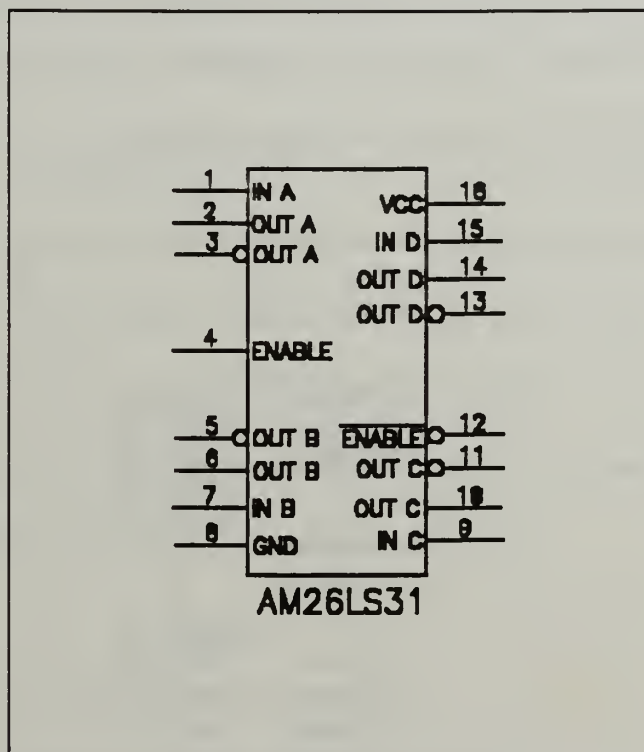 1 IN A
2 OUT A
3 OUT A
4 ENABLE
5 OUT B
6 OUT B
7 IN B
8 GND
VCC 16
IN D 15
OUT D 14
OUT D 13
ENABLE 12
OUT C 11
OUT C 10
IN C 9
AM26LS31